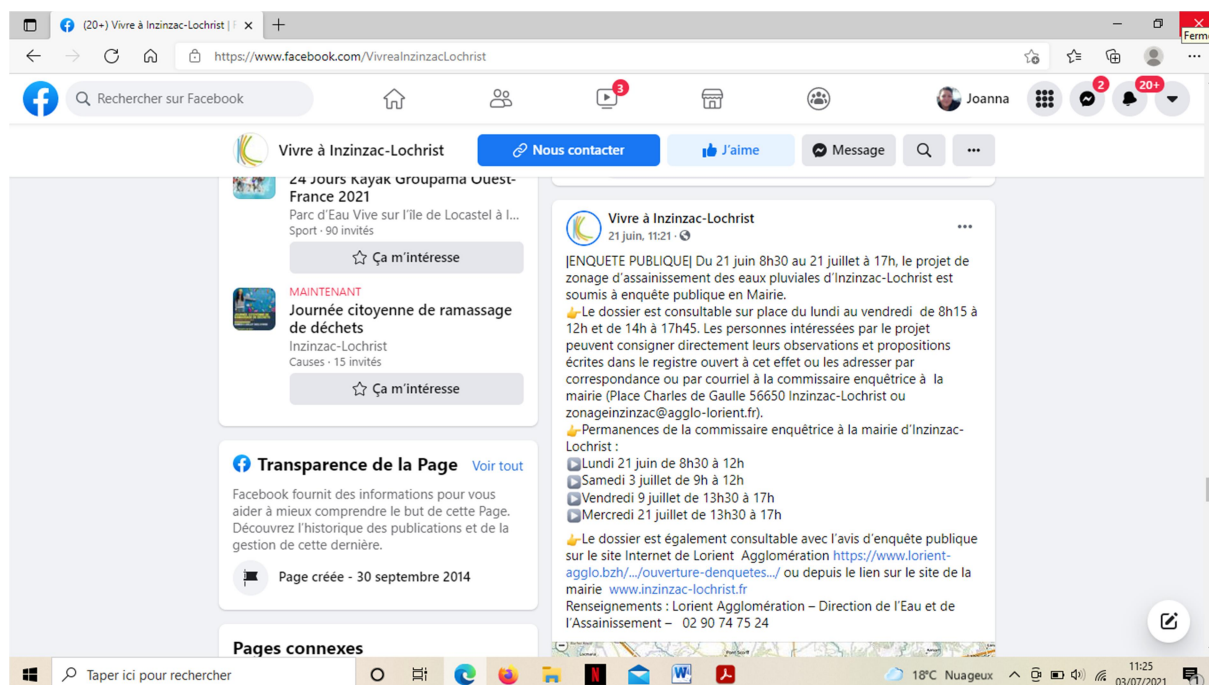 (20+) Vivre à Inzinzac-Lochrist | F
Ferme
https://www.facebook.com/VivreaInzinzacLochrist
Rechercher sur Facebook
3
Joanna
2
20+
Vivre à Inzinzac-Lochrist
Nous contacter
J'aime
Message
24 Jours Kayak Groupama Ouest-
France 2021
Parc d'Eau Vive sur l'île de Locastel à l...
Sport · 90 invités
Ça m'intéresse
MAINTENANT
Journée citoyenne de ramassage
de déchets
Inzinzac-Lochrist
Causes · 15 invités
Ça m'intéresse
Transparence de la Page Voir tout
Facebook fournit des informations pour vous
aider à mieux comprendre le but de cette Page.
Découvrez l'historique des publications et de la
gestion de cette dernière.
Page créée - 30 septembre 2014
Pages connexes
Vivre à Inzinzac-Lochrist
21 juin, 11:21 ·
|ENQUETE PUBLIQUE| Du 21 juin 8h30 au 21 juillet à 17h, le projet de
zonage d'assainissement des eaux pluviales d'Inzinzac-Lochrist est
soumis à enquête publique en Mairie.
👉Le dossier est consultable sur place du lundi au vendredi de 8h15 à
12h et de 14h à 17h45. Les personnes intéressées par le projet
peuvent consigner directement leurs observations et propositions
écrites dans le registre ouvert à cet effet ou les adresser par
correspondance ou par courriel à la commissaire enquêtrice à la
mairie (Place Charles de Gaulle 56650 Inzinzac-Lochrist ou
zonageinzinzac@agglo-lorient.fr).
👉Permanences de la commissaire enquêtrice à la mairie d'Inzinzac-
Lochrist :
▶Lundi 21 juin de 8h30 à 12h
▶Samedi 3 juillet de 9h à 12h
▶Vendredi 9 juillet de 13h30 à 17h
▶Mercredi 21 juillet de 13h30 à 17h
👉Le dossier est également consultable avec l'avis d'enquête publique
sur le site Internet de Lorient Agglomération https://www.lorient-
agglo.bzh/.../ouverture-denquetes.../ ou depuis le lien sur le site de la
mairie www.inzinzac-lochrist.fr
Renseignements : Lorient Agglomération – Direction de l'Eau et de
l'Assainissement – 02 90 74 75 24
Taper ici pour rechercher
18°C Nuageux
11:25
03/07/2021
1